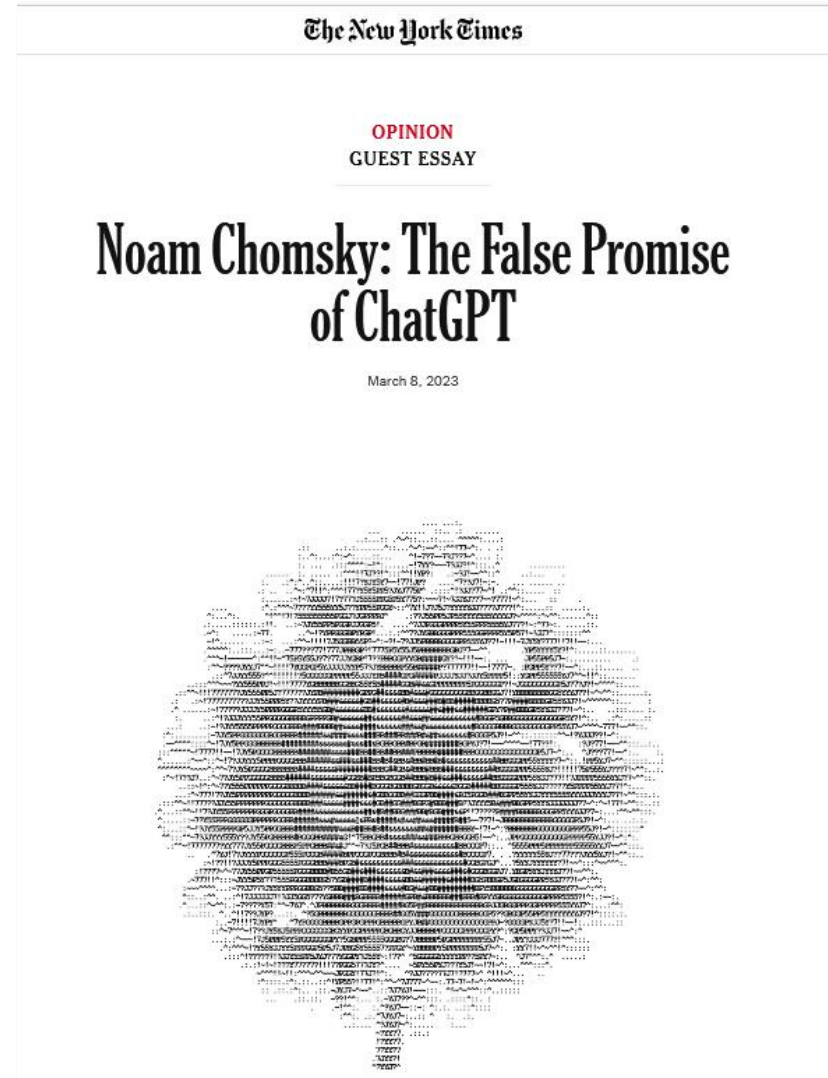 The New York Times
OPINION
GUEST ESSAY
Noam Chomsky: The False Promise
of ChatGPT
March 8, 2023